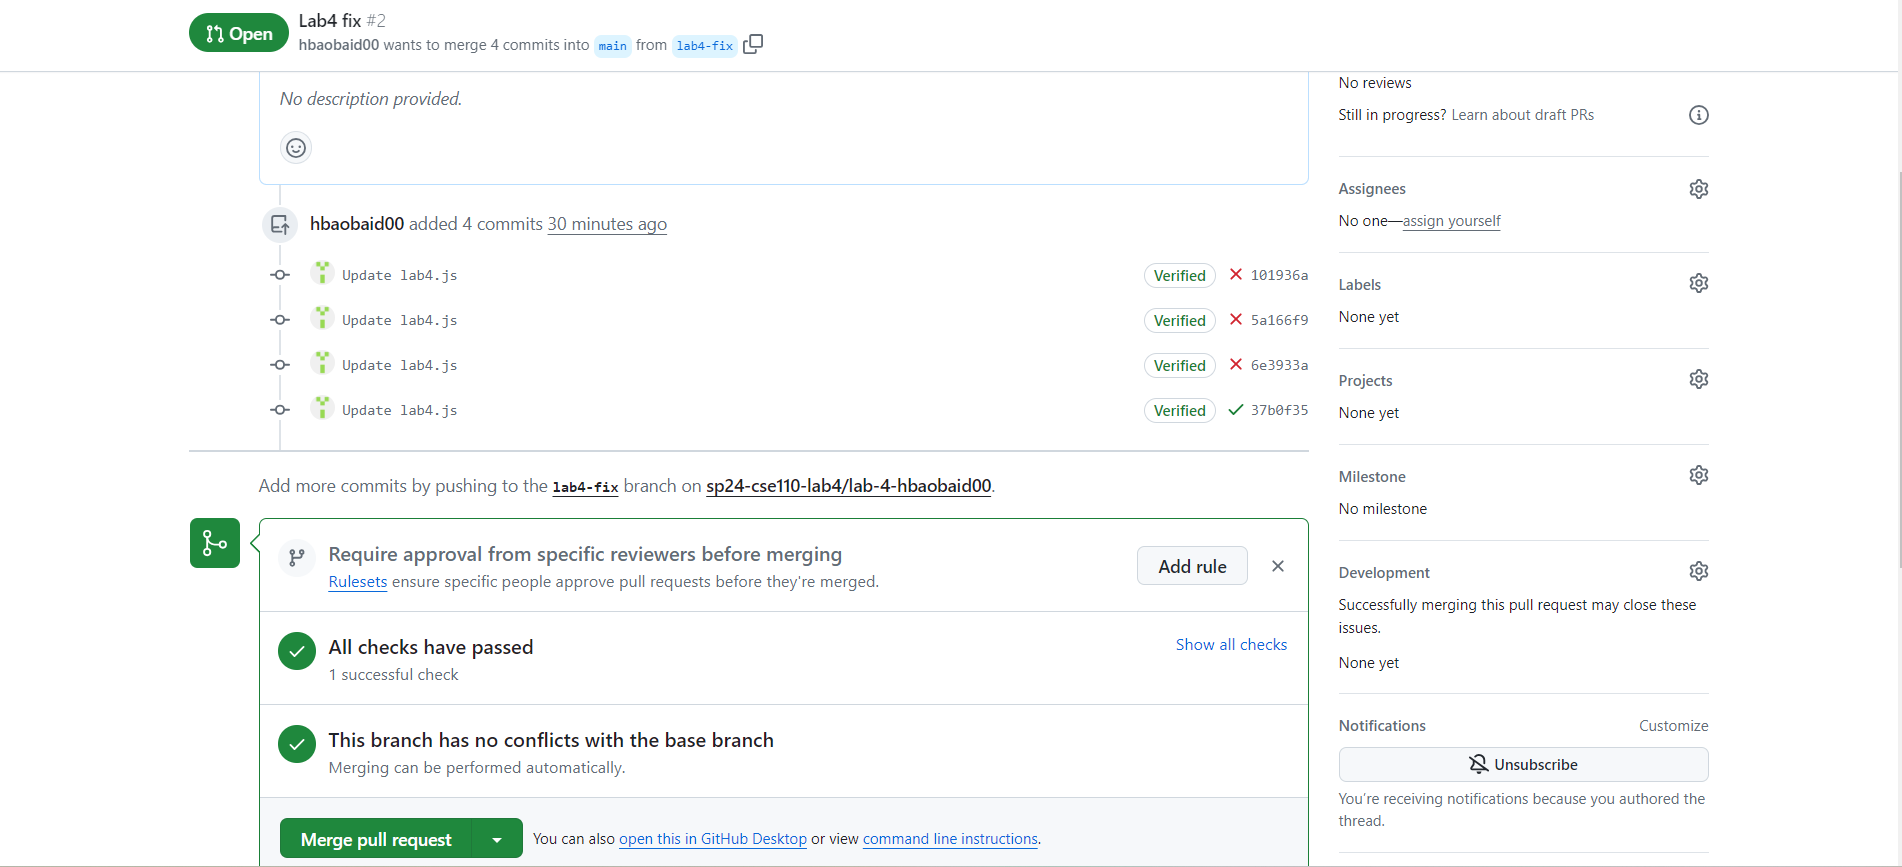 Open
Lab4 fix #2
hbaobaid00 wants to merge 4 commits into main from lab4-fix
No description provided.
hbaobaid00 added 4 commits 30 minutes ago
Update lab4.js Verified 101936a
Update lab4.js Verified 5a166f9
Update lab4.js Verified 6e3933a
Update lab4.js Verified 37b0f35
Add more commits by pushing to the lab4-fix branch on sp24-cse110-lab4/lab-4-hbaobaid00.
Require approval from specific reviewers before merging
Rulesets ensure specific people approve pull requests before they're merged.
Add rule
All checks have passed
1 successful check
Show all checks
This branch has no conflicts with the base branch
Merging can be performed automatically.
Merge pull request
You can also open this in GitHub Desktop or view command line instructions.
No reviews
Still in progress? Learn about draft PRs
Assignees
No one—assign yourself
Labels
None yet
Projects
None yet
Milestone
No milestone
Development
Successfully merging this pull request may close these
issues.
None yet
Notifications Customize
Unsubscribe
You're receiving notifications because you authored the
thread.